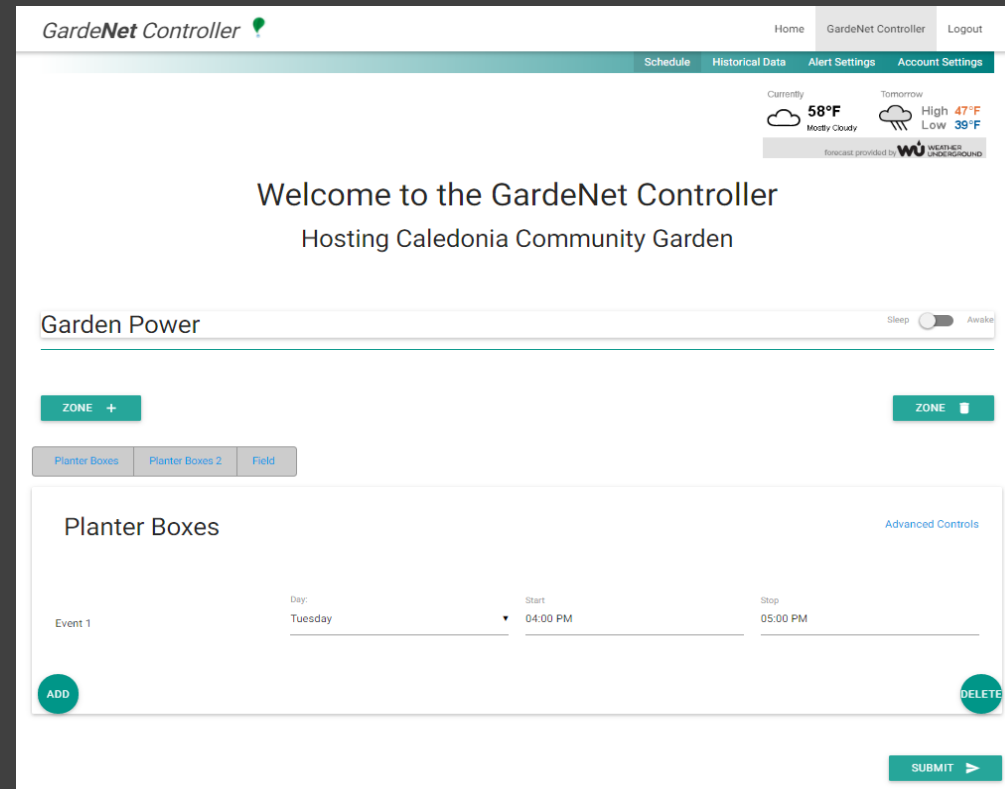 GardeNet Controller
Home GardeNet Controller Logout
Schedule Historical Data Alert Settings Account Settings
Currently Tomorrow
58°F High 47°F
Mostly Cloudy Low 39°F
forecast provided by WU WEATHER UNDERGROUND
Welcome to the GardeNet Controller
Hosting Caledonia Community Garden
Garden Power Sleep Awake
ZONE + ZONE
Planter Boxes Planter Boxes 2 Field
Planter Boxes Advanced Controls
Day: Start Stop
Event 1 Tuesday 04:00 PM 05:00 PM
ADD DELETE
SUBMIT